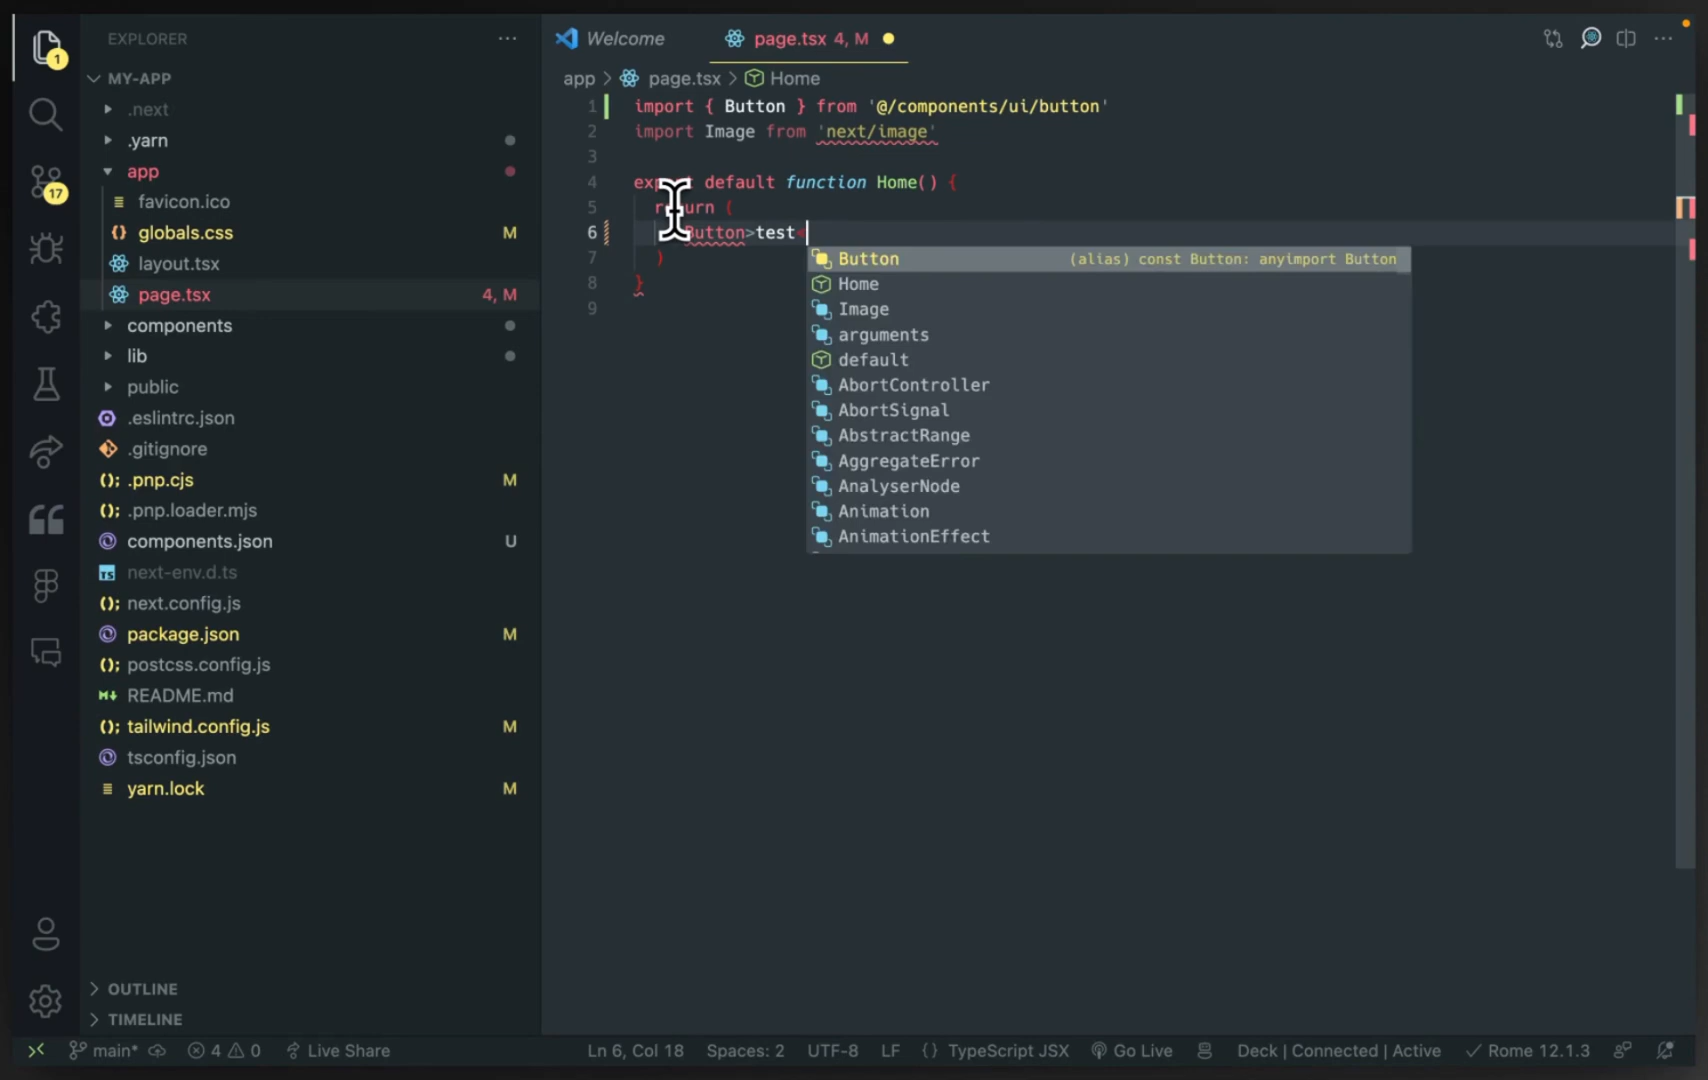 1
17
EXPLORER
MY-APP
.next
.yarn
app
favicon.ico
globals.css M
layout.tsx
page.tsx 4, M
components
lib
public
.eslintrc.json
.gitignore
.pnp.cjs M
.pnp.loader.mjs
components.json U
next-env.d.ts
next.config.js
package.json M
postcss.config.js
README.md
tailwind.config.js M
tsconfig.json
yarn.lock M
OUTLINE
TIMELINE
Welcome page.tsx 4, M
app > page.tsx > Home
1 import { Button } from '@/components/ui/button'
2 import Image from 'next/image'
3
4 export default function Home() {
5 return (
6 Button>test<
7 )
8 }
9
Button (alias) const Button: anyimport Button
Home
Image
arguments
default
AbortController
AbortSignal
AbstractRange
AggregateError
AnalyserNode
Animation
AnimationEffect
main* 4 0 Live Share Ln 6, Col 18 Spaces: 2 UTF-8 LF {} TypeScript JSX Go Live Deck | Connected | Active Rome 12.1.3